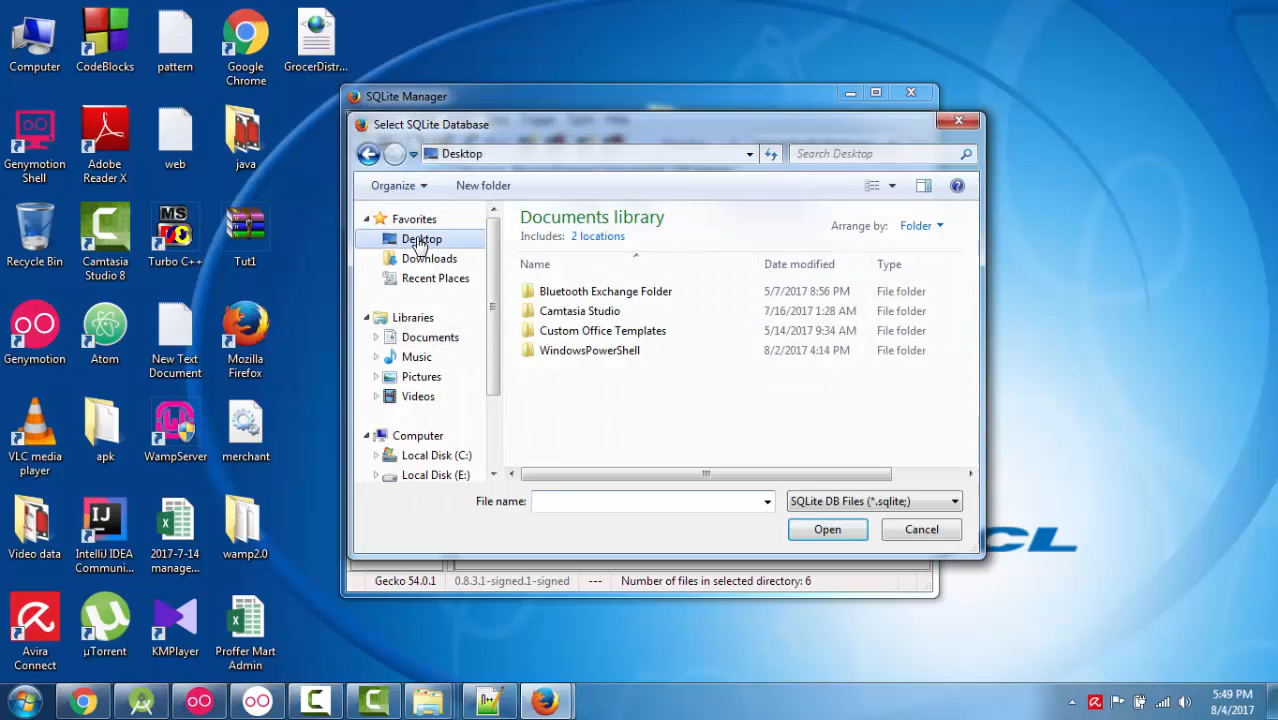 Computer
CodeBlocks
pattern
Google
Chrome
GrocerDistr...
Genymotion
Shell
Adobe
Reader X
web
java
Recycle Bin
Camtasia
Studio 8
MS
Turbo C++
Tut1
Genymotion
Atom
New Text
Document
Mozilla
Firefox
VLC media
player
apk
WampServer
merchant
Video data
IJ
IntelliJ IDEA
Communi...
2017-7-14
manage...
wamp2.0
Avira
Connect
µTorrent
KMPlayer
Proffer Mart
Admin
SQLite Manager
Select SQLite Database
Desktop
Search Desktop
Organize
New folder
Favorites
Desktop
Downloads
Recent Places
Libraries
Documents
Music
Pictures
Videos
Computer
Local Disk (C:)
Local Disk (E:)
Documents library
Includes: 2 locations
Arrange by: Folder
Name Date modified Type
Bluetooth Exchange Folder 5/7/2017 8:56 PM File folder
Camtasia Studio 7/16/2017 1:28 AM File folder
Custom Office Templates 5/14/2017 9:34 AM File folder
WindowsPowerShell 8/2/2017 4:14 PM File folder
File name:
SQLite DB Files (*.sqlite;)
Open
Cancel
Gecko 54.0.1 0.8.3.1-signed.1-signed --- Number of files in selected directory: 6
CL
5:49 PM
8/4/2017